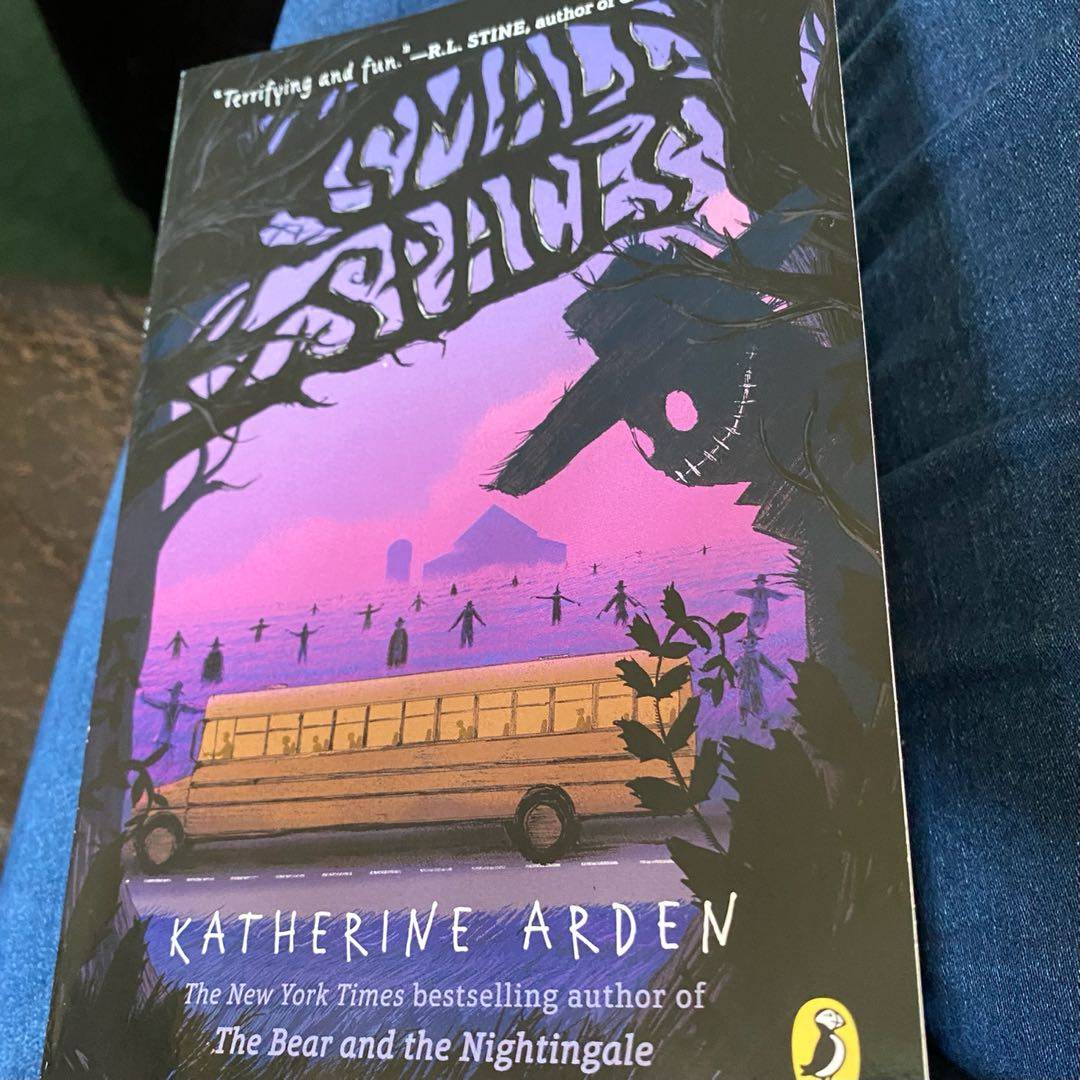 "Terrifying and fun."—R.L. STINE, author of
SMALL
SPACES
KATHERINE ARDEN
The New York Times bestselling author of
The Bear and the Nightingale